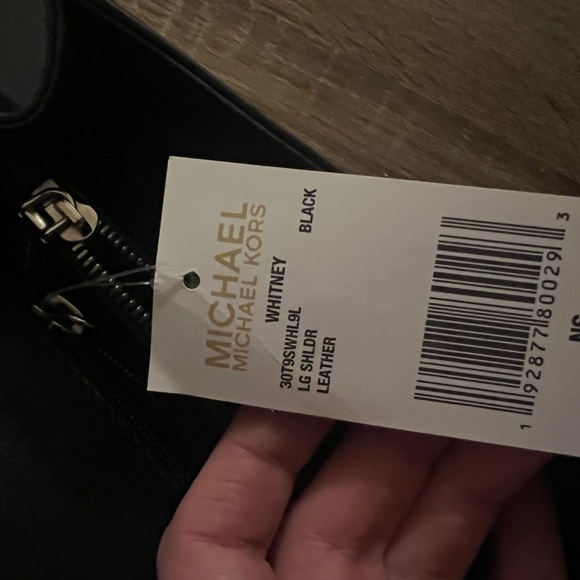 MICHAEL
MICHAEL KORS
WHITNEY BLACK
30T9SWHL9L
LG SHLDR
LEATHER
1 92877 80029 3